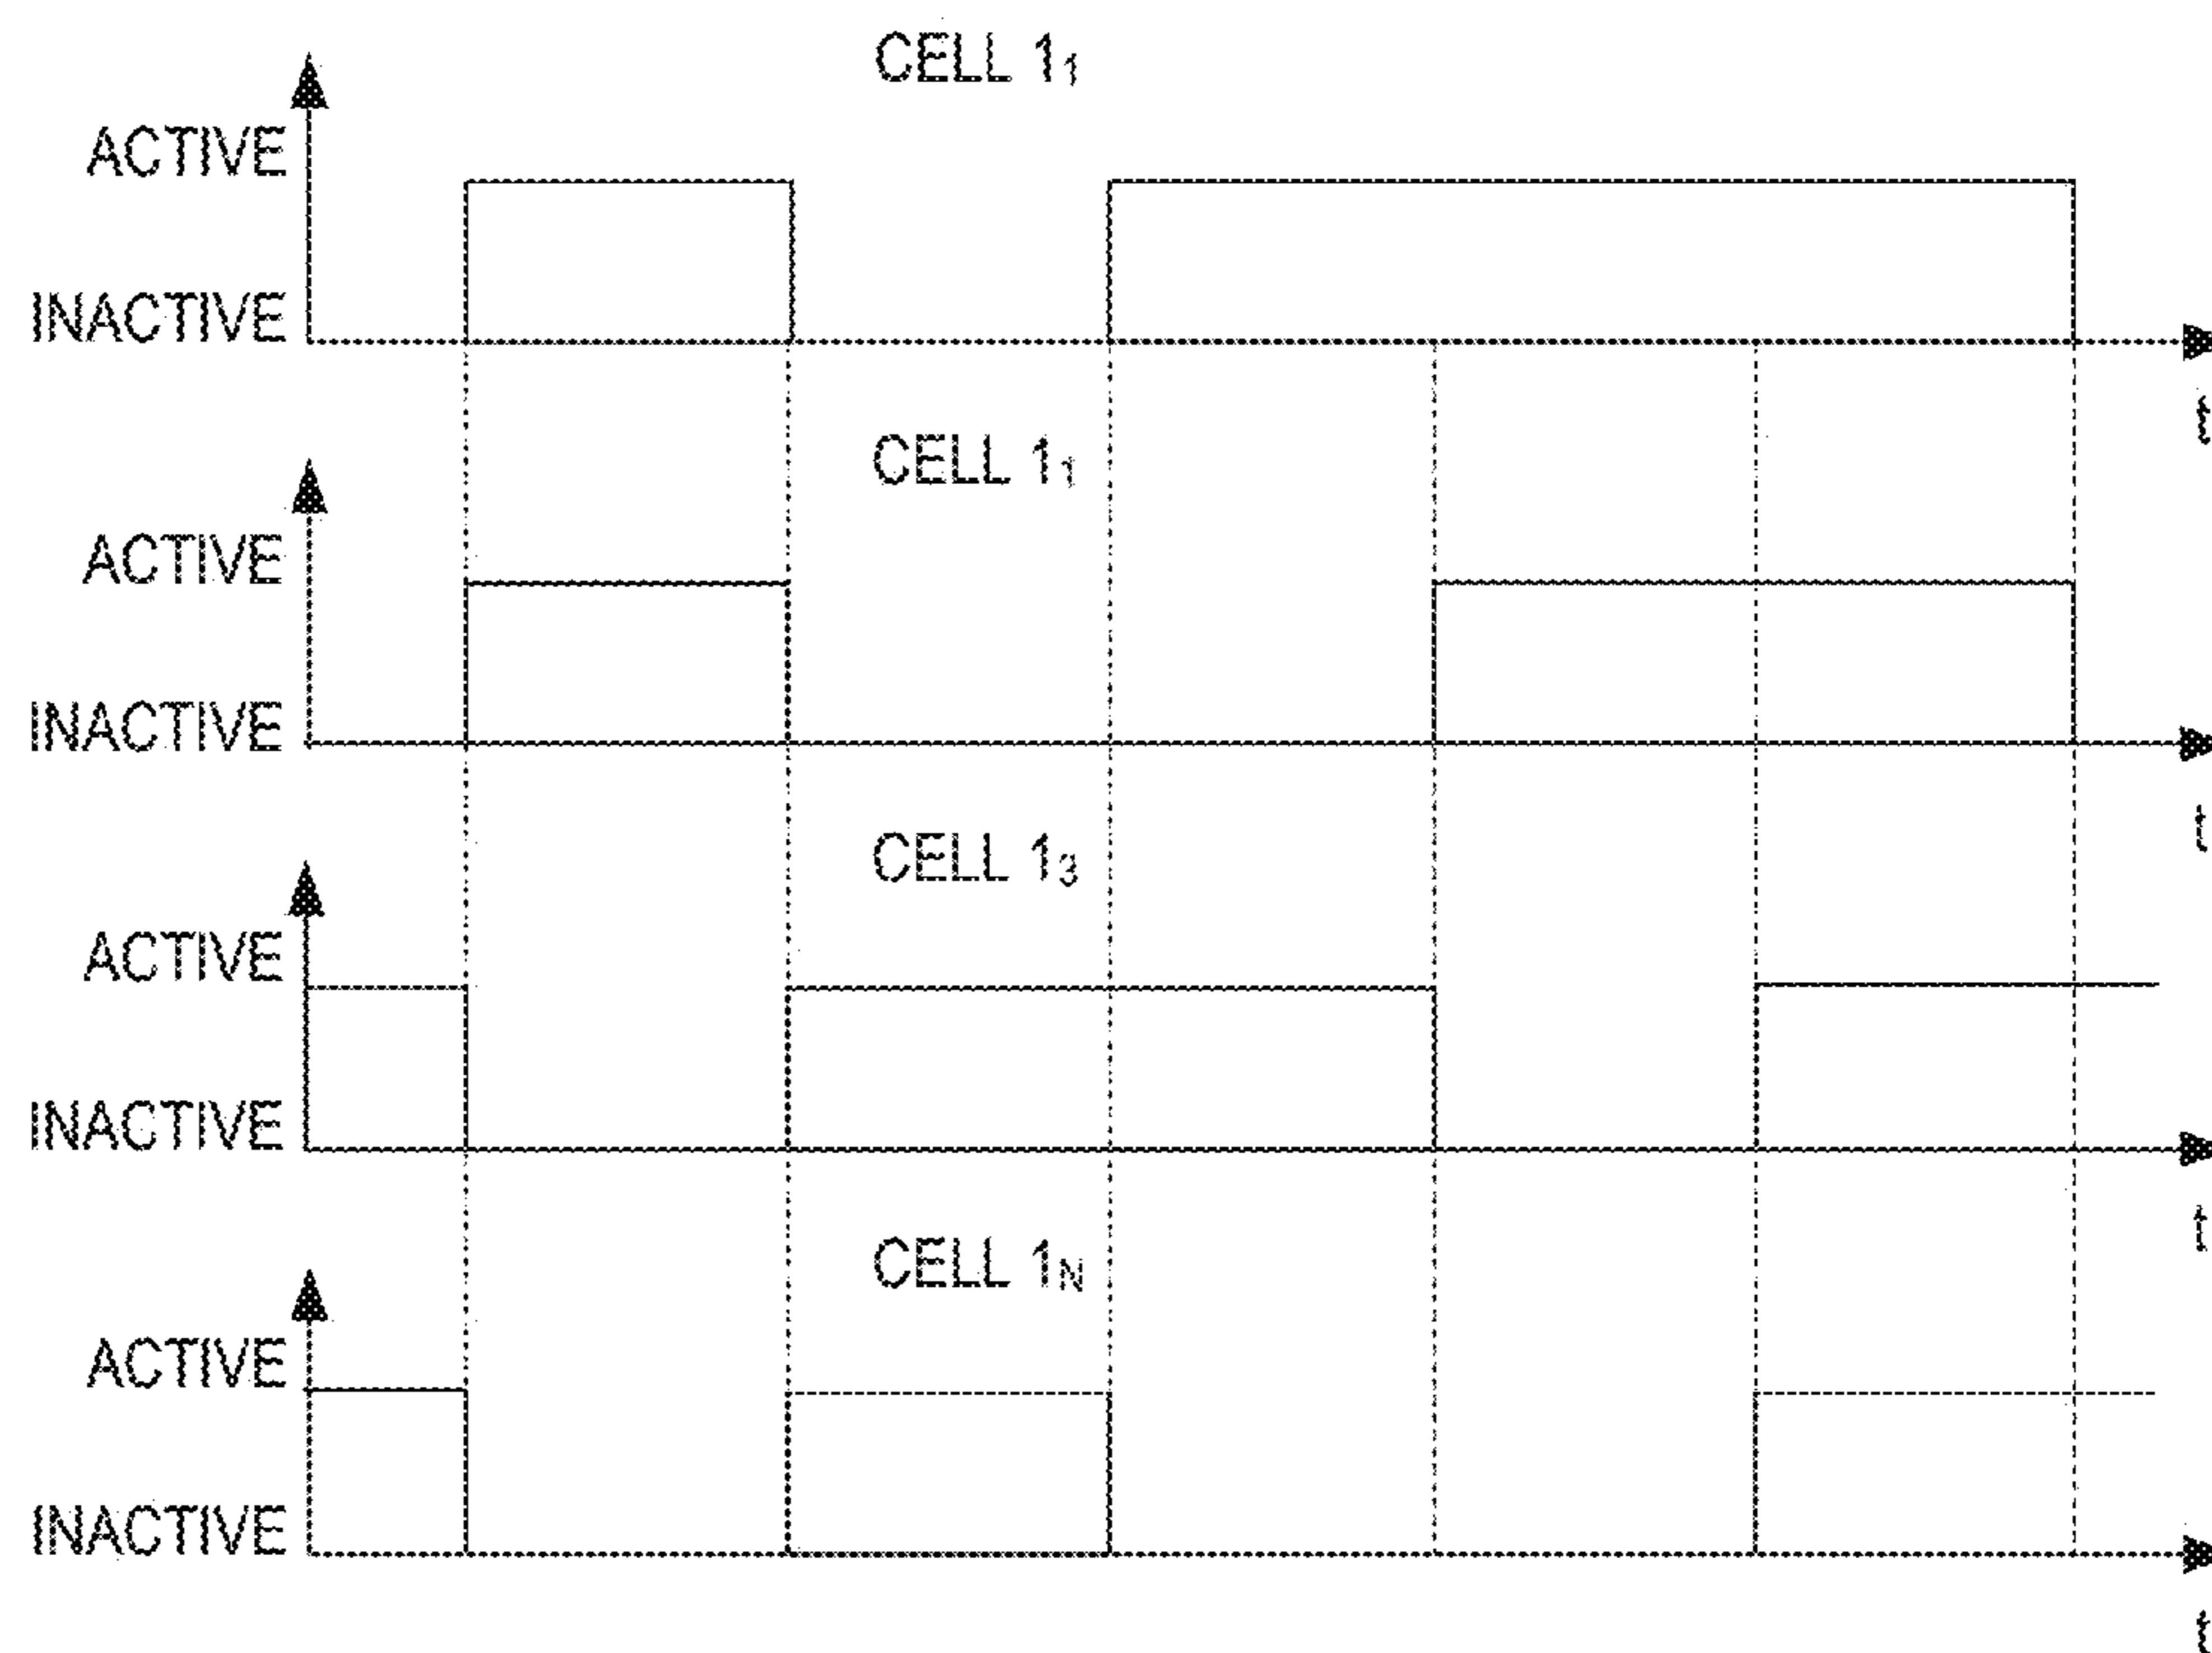 CELL 1₁
ACTIVE
INACTIVE
t
CELL 1₁
ACTIVE
INACTIVE
t
CELL 1₃
ACTIVE
INACTIVE
t
CELL 1N
ACTIVE
INACTIVE
t